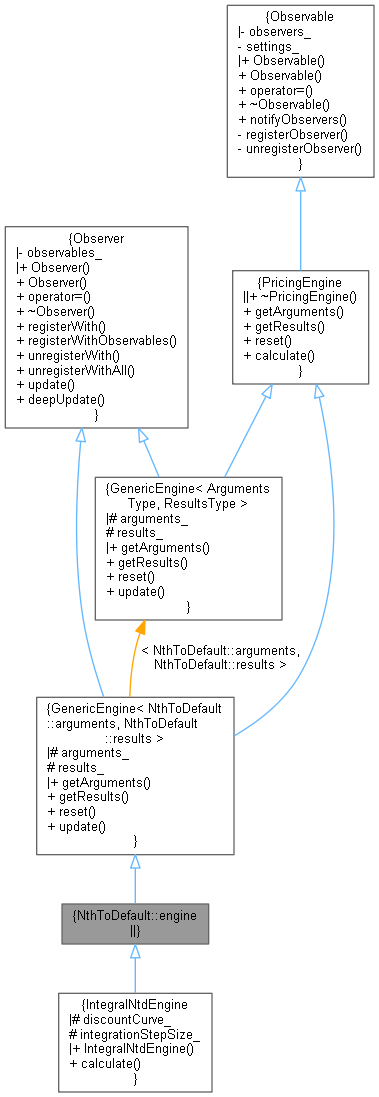 {Observable
|- observers_
- settings_
|+ Observable()
+ Observable()
+ operator=()
+ ~Observable()
+ notifyObservers()
- registerObserver()
- unregisterObserver()
}
{Observer
|- observables_
|+ Observer()
+ Observer()
+ operator=()
+ ~Observer()
+ registerWith()
+ registerWithObservables()
+ unregisterWith()
+ unregisterWithAll()
+ update()
+ deepUpdate()
}
{PricingEngine
||+ ~PricingEngine()
+ getArguments()
+ getResults()
+ reset()
+ calculate()
}
{GenericEngine< Arguments
Type, ResultsType >
|# arguments_
# results_
|+ getArguments()
+ getResults()
+ reset()
+ update()
}
< NthToDefault::arguments,
NthToDefault::results >
{GenericEngine< NthToDefault
::arguments, NthToDefault
::results >
|# arguments_
# results_
|+ getArguments()
+ getResults()
+ reset()
+ update()
}
{NthToDefault::engine
||}
{IntegralNtdEngine
|# discountCurve_
# integrationStepSize_
|+ IntegralNtdEngine()
+ calculate()
}